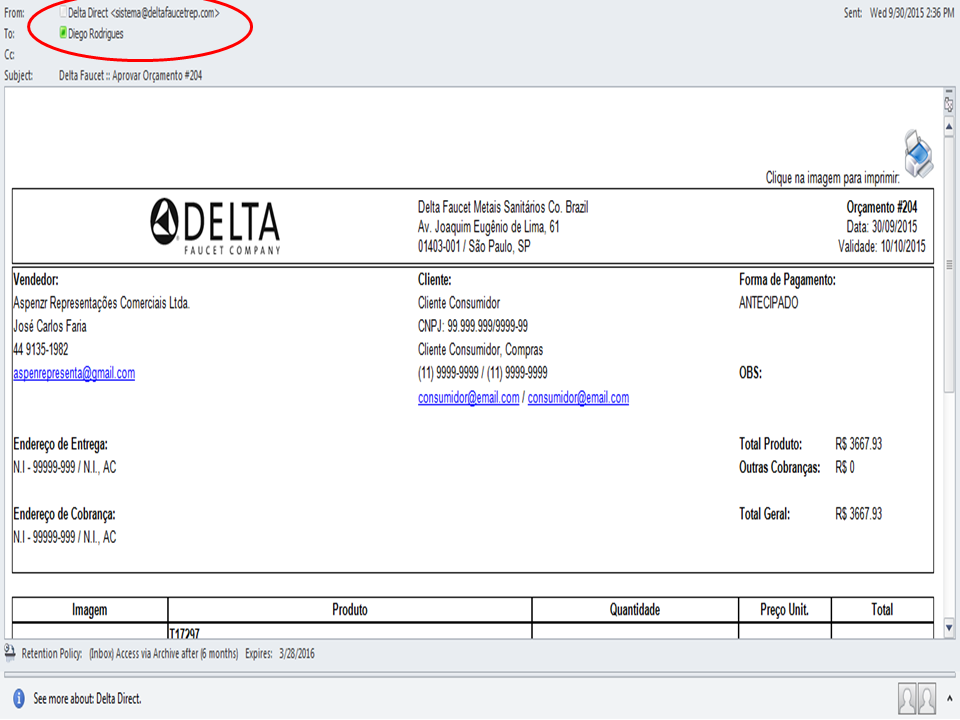 From: Delta Direct <sistema@deltafaucetrep.com> Sent: Wed 9/30/2015 2:36 PM
To: Diego Rodrigues
Cc:
Subject: Delta Faucet :: Aprovar Orçamento #204
Clique na imagem para imprimir:
DELTA
FAUCET COMPANY
Delta Faucet Metais Sanitários Co. Brazil
Av. Joaquim Eugênio de Lima, 61
01403-001 / São Paulo, SP
Orçamento #204
Data: 30/09/2015
Validade: 10/10/2015
Vendedor:
Aspenzr Representações Comerciais Ltda.
José Carlos Faria
44 9135-1982
aspenrepresenta@gmail.com
Cliente:
Cliente Consumidor
CNPJ: 99.999.999/9999-99
Cliente Consumidor, Compras
(11) 9999-9999 / (11) 9999-9999
consumidor@email.com / consumidor@email.com
Forma de Pagamento:
ANTECIPADO
OBS:
Endereço de Entrega:
N.I - 99999-999 / N.I., AC
Endereço de Cobrança:
N.I - 99999-999 / N.I., AC
Total Produto: R$ 3667.93
Outras Cobranças: R$ 0
Total Geral: R$ 3667.93
Imagem Produto Quantidade Preço Unit. Total
T17297
Retention Policy: (Inbox) Access via Archive after (6 months) Expires: 3/28/2016
See more about: Delta Direct.